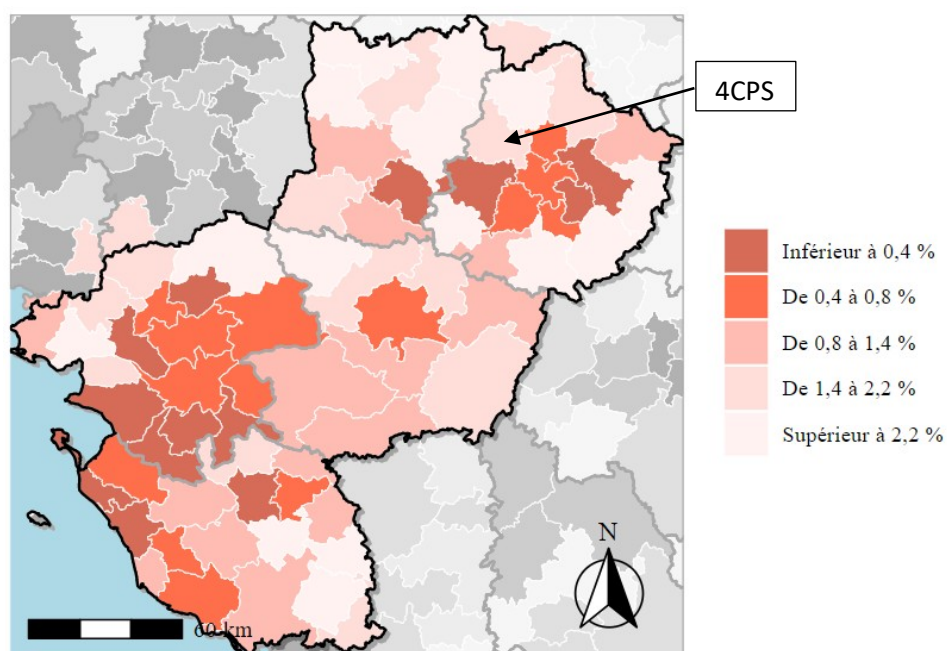 4CPS
Inférieur à 0,4 %
De 0,4 à 0,8 %
De 0,8 à 1,4 %
De 1,4 à 2,2 %
Supérieur à 2,2 %
N
60 km